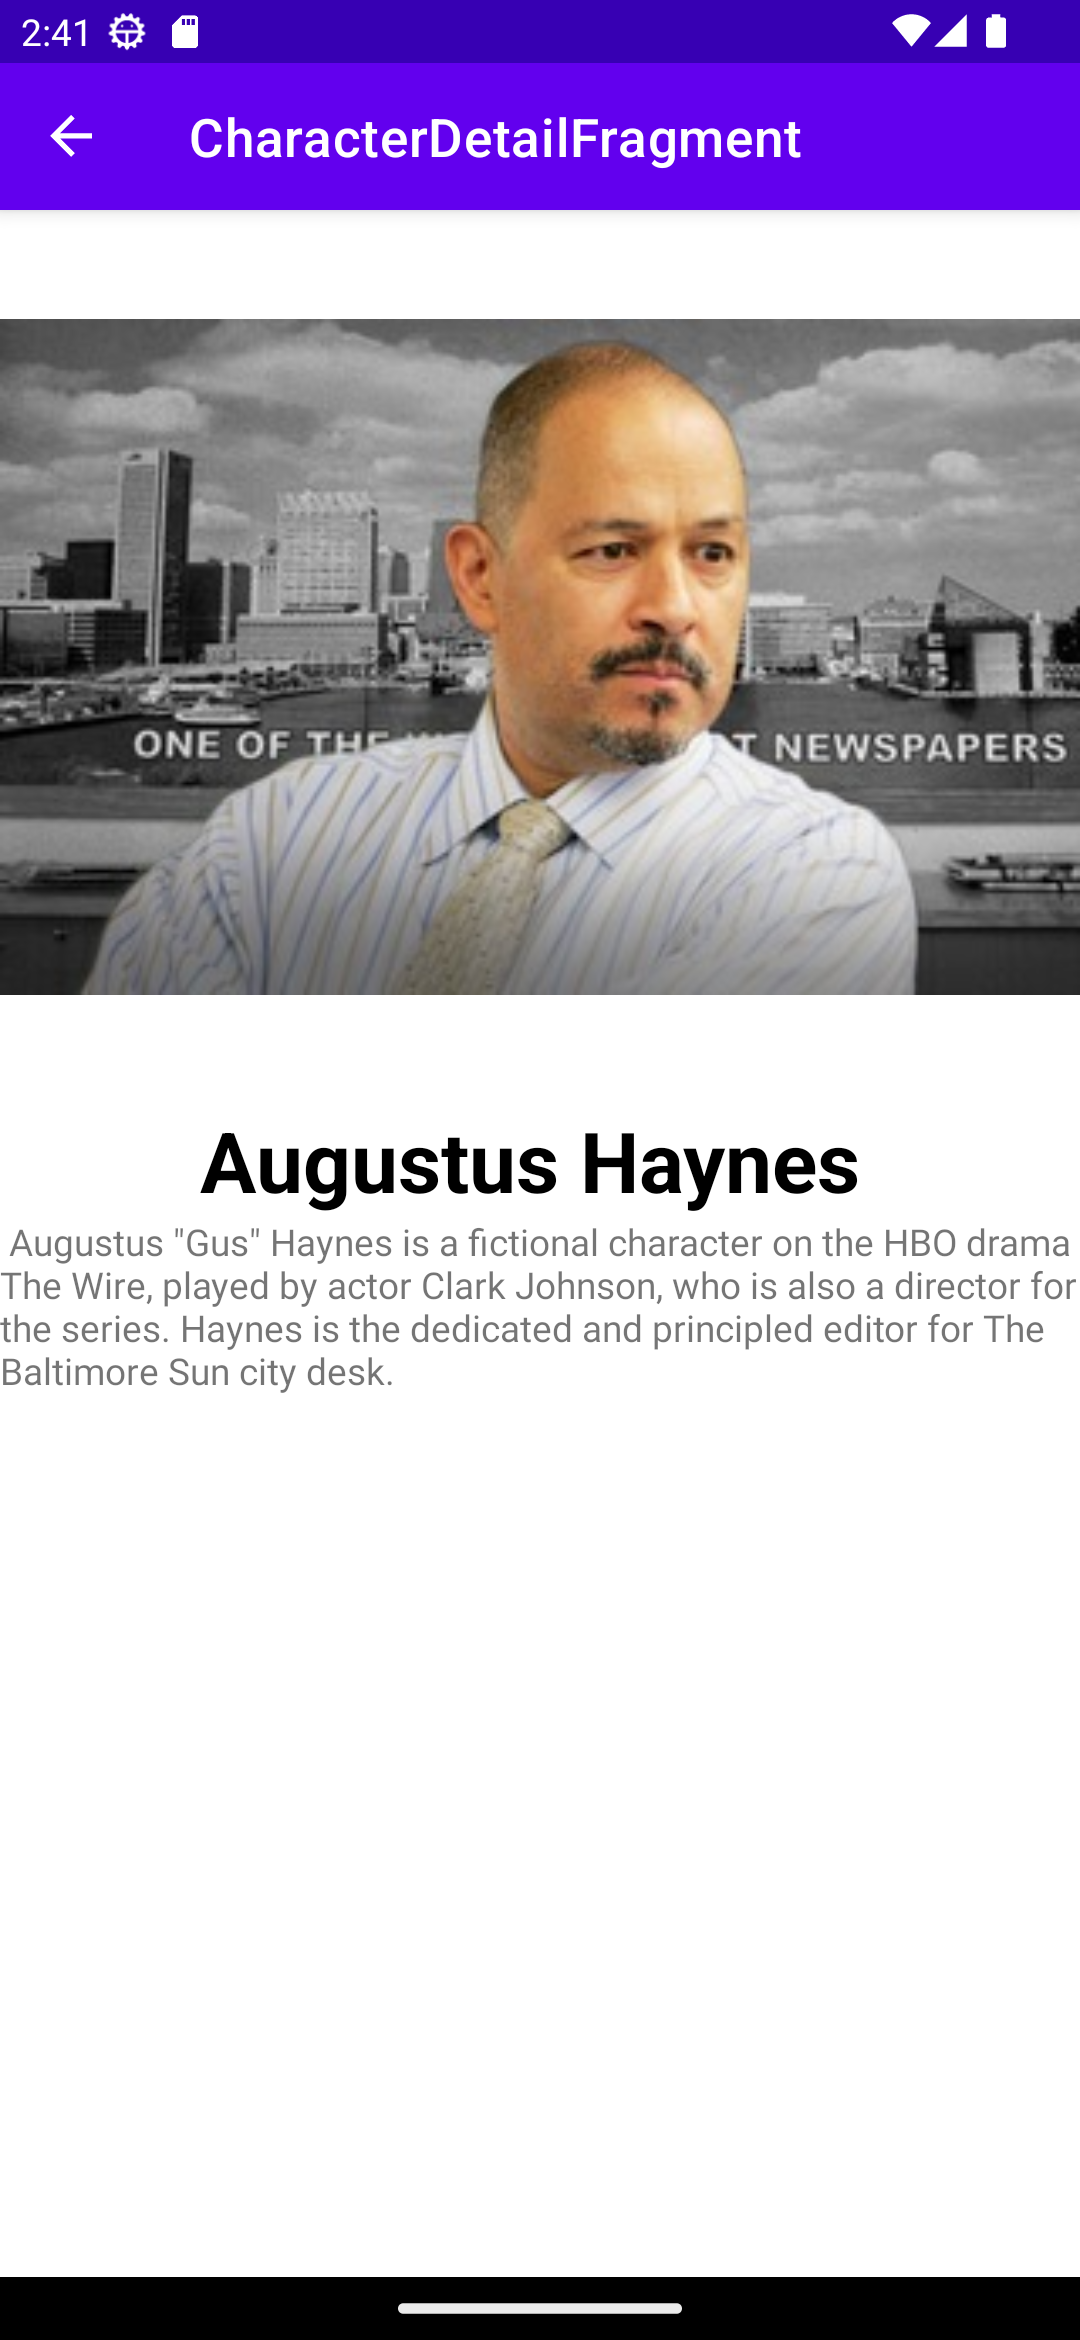 2:41
CharacterDetailFragment
ONE OF THE
T NEWSPAPERS
Augustus Haynes
Augustus "Gus" Haynes is a fictional character on the HBO drama
The Wire, played by actor Clark Johnson, who is also a director for
the series. Haynes is the dedicated and principled editor for The
Baltimore Sun city desk.